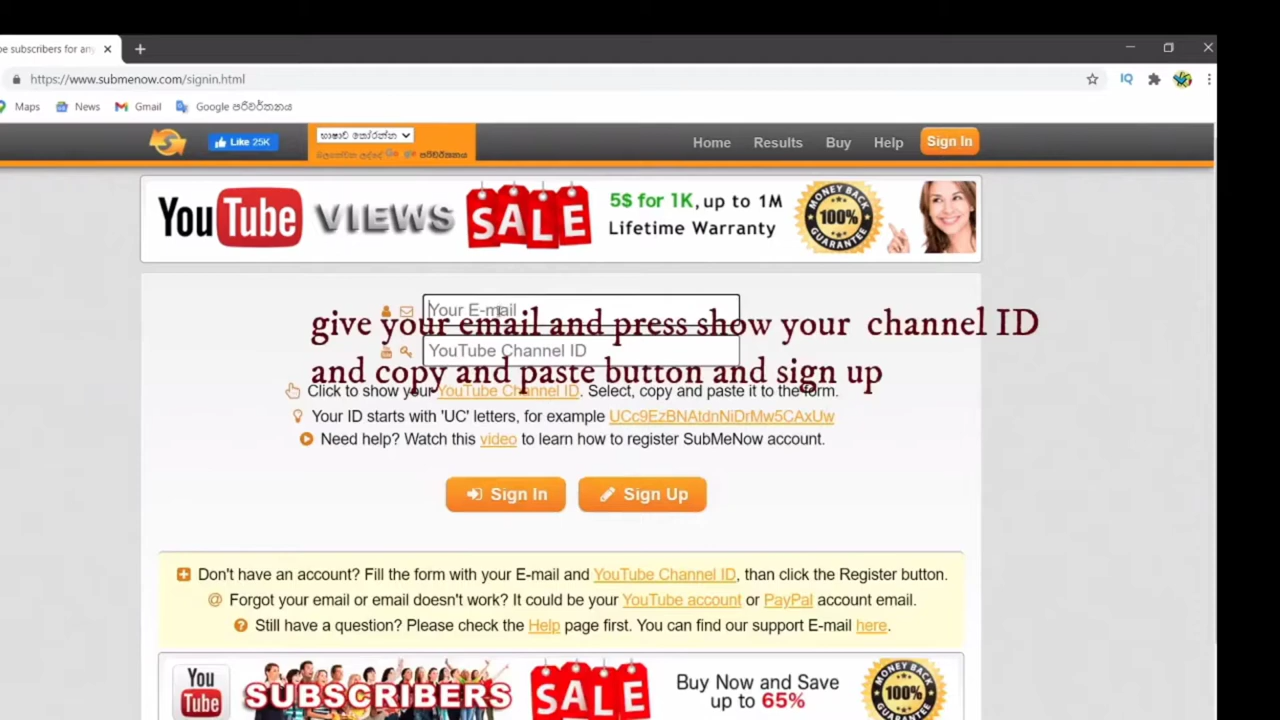 be subscribers for any
https://www.submenow.com/signin.html
IQ
Maps News Gmail Google පරිවර්තනය
Like 25K
භාෂාව තෝරන්න
පරිවර්තනය
Home Results Buy Help Sign In
YouTube VIEWS SALE
5$ for 1K, up to 1M
Lifetime Warranty
MONEY BACK
100%
GUARANTEE
Your E-mail
give your email and press show your channel ID
YouTube Channel ID
and copy and paste button and sign up
Click to show your YouTube Channel ID. Select, copy and paste it to the form.
Your ID starts with 'UC' letters, for example UCc9EzBNAtdnNiDrMw5CAxUw
Need help? Watch this video to learn how to register SubMeNow account.
Sign In Sign Up
Don't have an account? Fill the form with your E-mail and YouTube Channel ID, than click the Register button.
Forgot your email or email doesn't work? It could be your YouTube account or PayPal account email.
Still have a question? Please check the Help page first. You can find our support E-mail here.
You Tube SUBSCRIBERS SALE
Buy Now and Save
up to 65%
MONEY BACK
100%